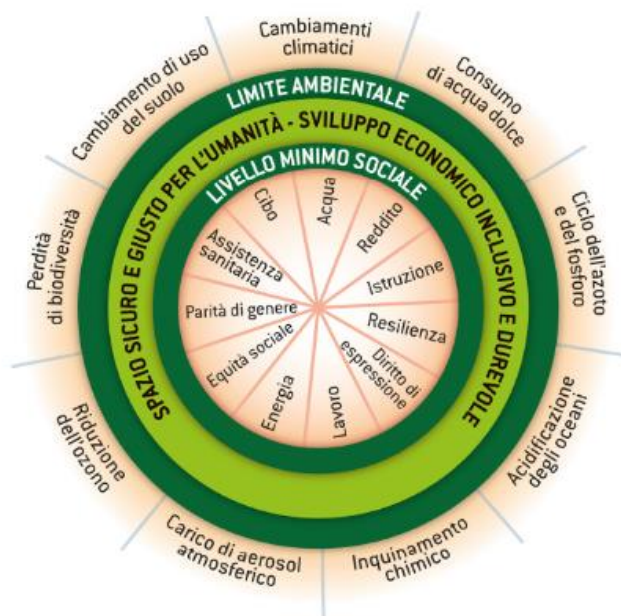 Cambiamenti
climatici
Consumo
di acqua dolce
Ciclo dell'azoto
e del fosforo
Acidificazione
degli oceani
Inquinamento
chimico
Carico di aerosol
atmosferico
Riduzione
dell'ozono
Perdità
di biodiversità
Cambiamento di uso
del suolo
LIMITE AMBIENTALE
SPAZIO SICURO E GIUSTO PER L'UMANITÀ - SVILUPPO ECONOMICO INCLUSIVO E DUREVOLE
LIVELLO MINIMO SOCIALE
Acqua
Reddito
Istruzione
Resilienza
Diritto di
espressione
Lavoro
Energia
Equità sociale
Parità di genere
Assistenza
sanitaria
Cibo